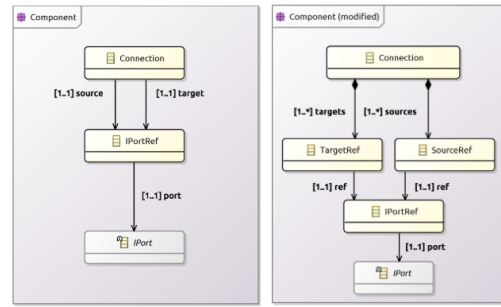 Component
Connection
[1..1] source
[1..1] target
IPortRef
[1..1] port
IPort
Component (modified)
Connection
[1..*] targets
[1..*] sources
TargetRef
SourceRef
[1..1] ref
[1..1] ref
IPortRef
[1..1] port
IPort